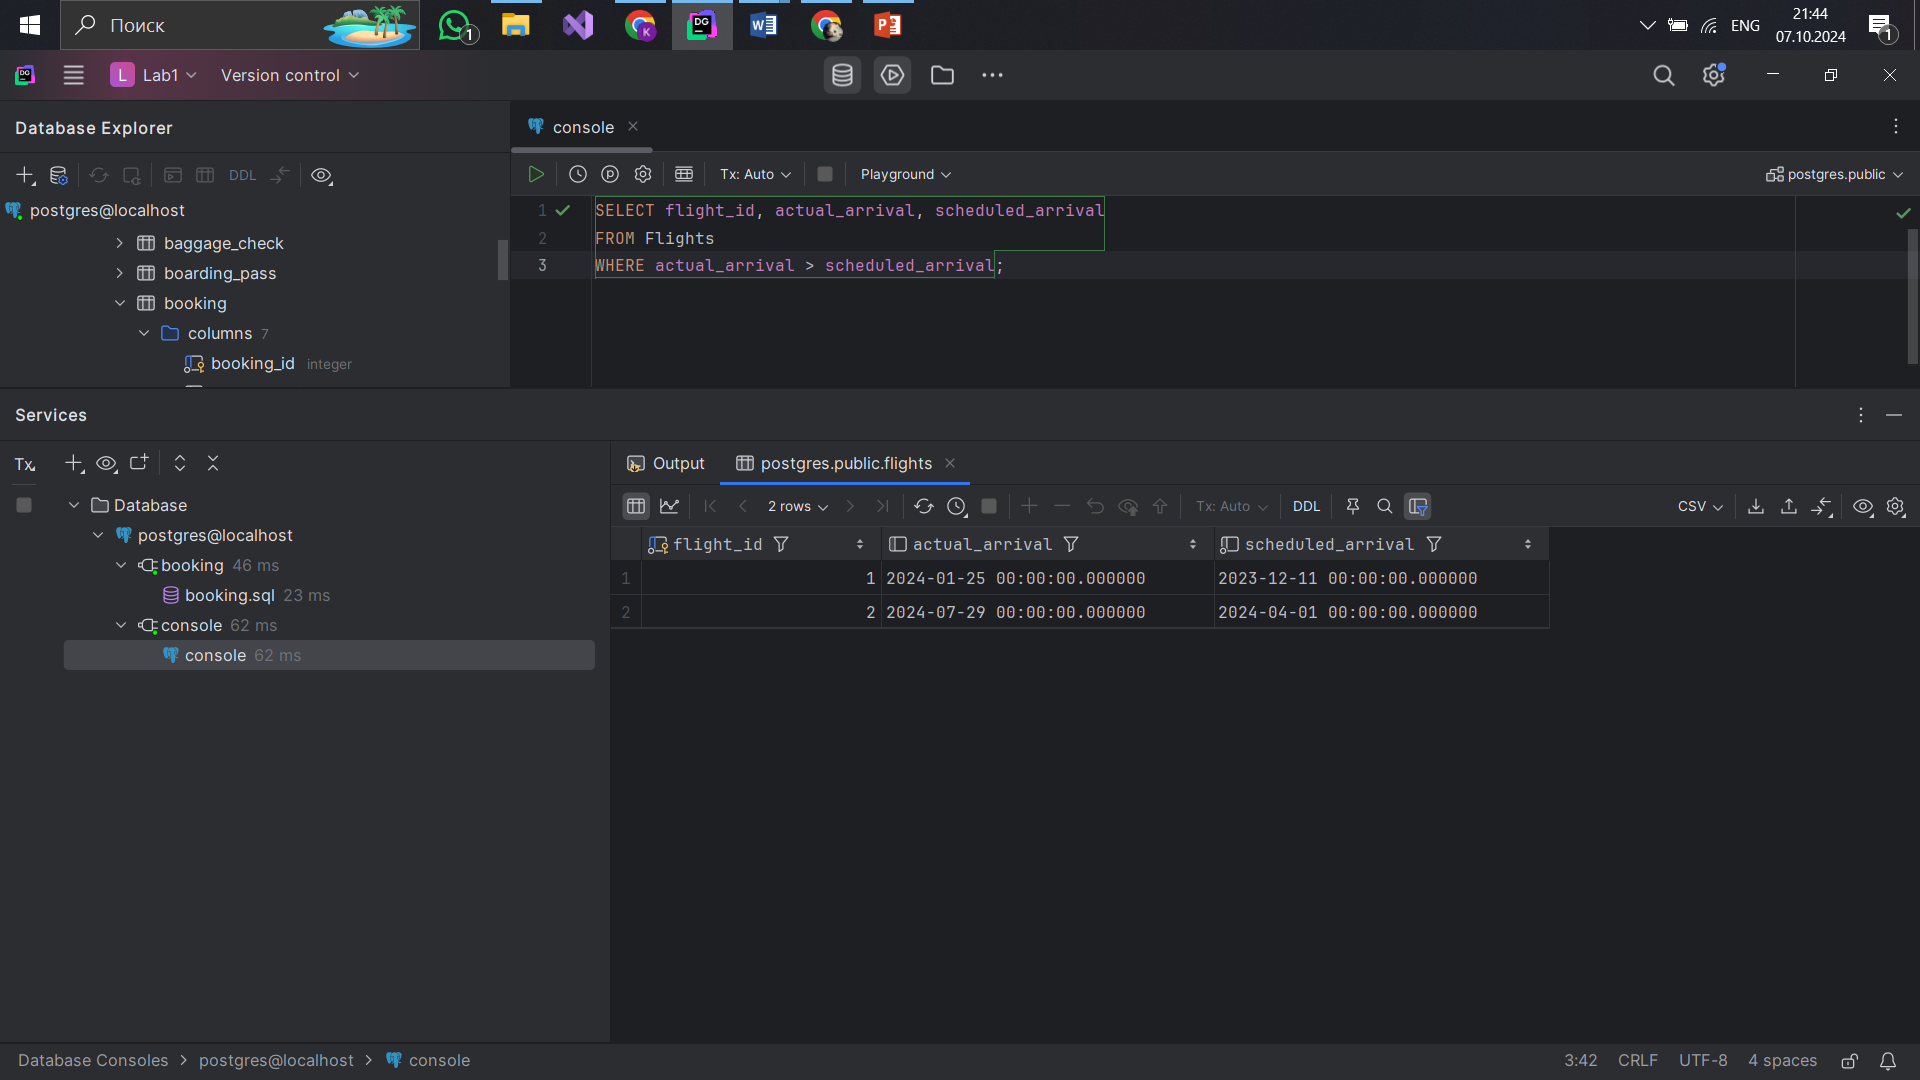 Поиск
1
ENG
21:44
07.10.2024
1
L Lab1
Version control
Database Explorer
console
DDL
Tx: Auto
Playground
postgres.public
postgres@localhost
baggage_check
boarding_pass
booking
columns 7
booking_id integer
1 SELECT flight_id, actual_arrival, scheduled_arrival
2 FROM Flights
3 WHERE actual_arrival > scheduled_arrival;
Services
Tx
Database
postgres@localhost
booking 46 ms
booking.sql 23 ms
console 62 ms
console 62 ms
Output
postgres.public.flights
2 rows
Tx: Auto
DDL
CSV
flight_id actual_arrival scheduled_arrival
1 1 2024-01-25 00:00:00.000000 2023-12-11 00:00:00.000000
2 2 2024-07-29 00:00:00.000000 2024-04-01 00:00:00.000000
Database Consoles > postgres@localhost > console
3:42 CRLF UTF-8 4 spaces